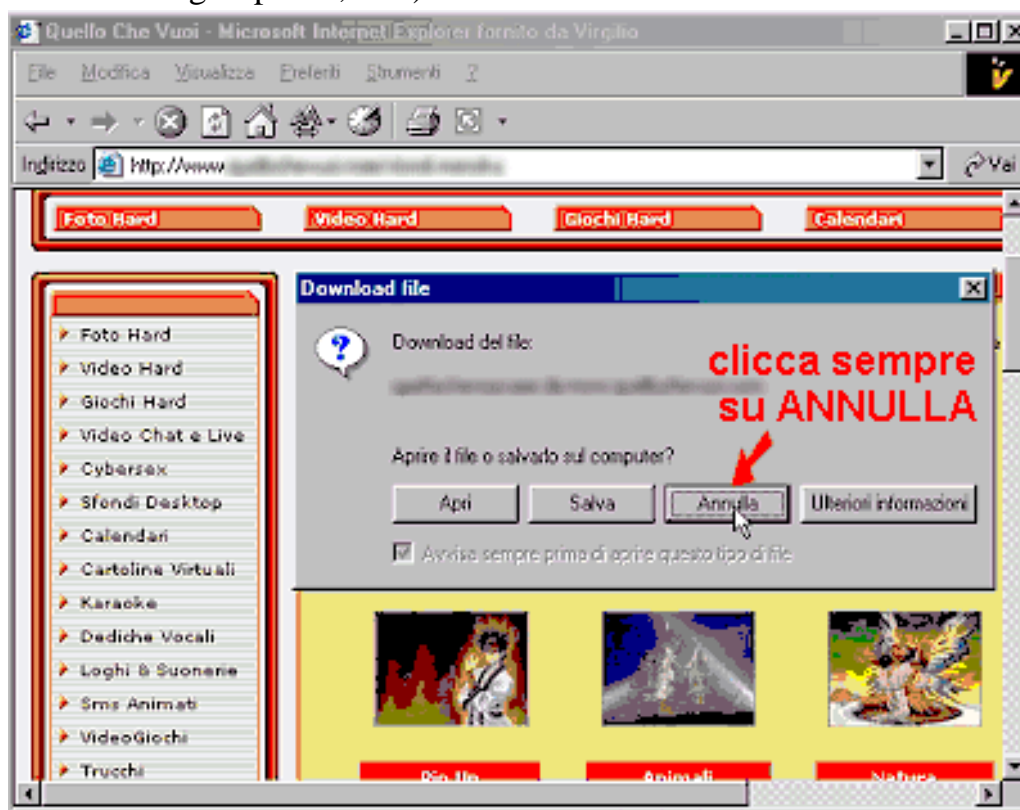 Quello Che Vuoi - Microsoft Internet Explorer fornito da Virgilio
File Modifica Visualizza Preferiti Strumenti ?
Indirizzo http://www Vai
Foto Hard Video Hard Giochi Hard Calendari
Download file
Download del file:
clicca sempre
su ANNULLA
Aprire il file o salvarlo sul computer?
Apri Salva Annulla Ulteriori informazioni
Avvisa sempre prima di aprire questo tipo di file
Foto Hard
Video Hard
Giochi Hard
Video Chat e Live
Cybersex
Sfondi Desktop
Calendari
Cartoline Virtuali
Karaoke
Dediche Vocali
Loghi & Suonerie
Sms Animati
VideoGiochi
Trucchi
Pin Up Animali Natura